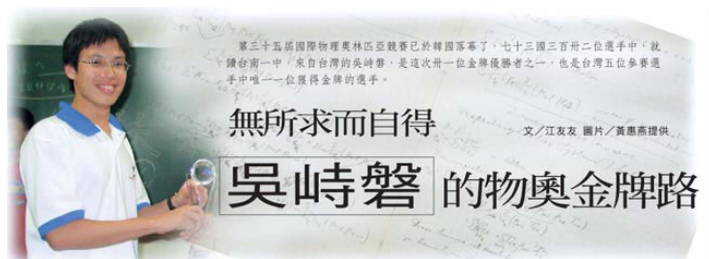 第三十五屆國際物理奧林匹亞競賽已於韓國落幕了，七十三國三百卅二位選手中，就
讀台南一中，來自台灣的吳峙磐，是這次卅一位金牌優勝者之一，也是台灣五位參賽選
手中唯一一位獲得金牌的選手。
無所求而自得
文／江友友 圖片／黃惠燕提供
吳峙磐的物奧金牌路